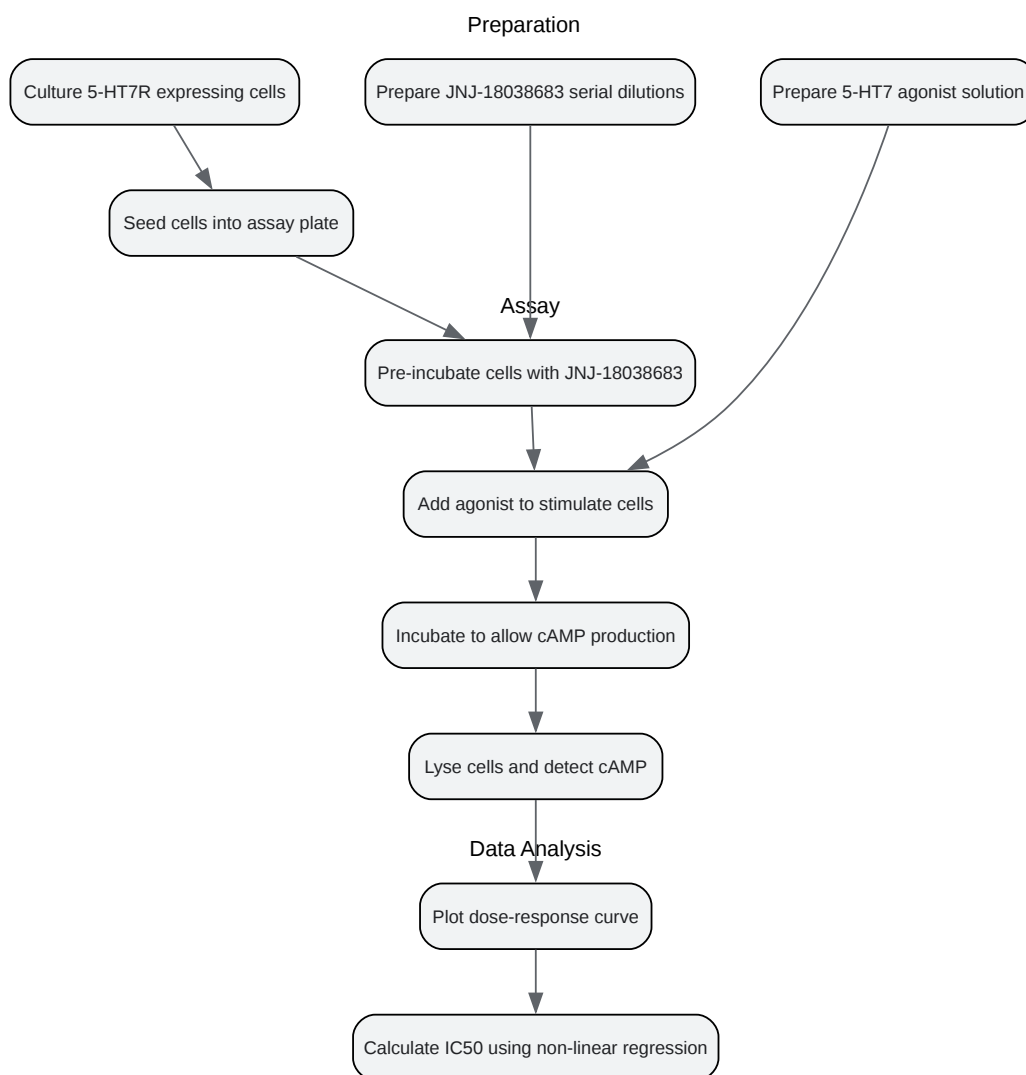 Preparation
Culture 5-HT7R expressing cells
Prepare JNJ-18038683 serial dilutions
Prepare 5-HT7 agonist solution
Seed cells into assay plate
Assay
Pre-incubate cells with JNJ-18038683
Add agonist to stimulate cells
Incubate to allow cAMP production
Lyse cells and detect cAMP
Data Analysis
Plot dose-response curve
Calculate IC50 using non-linear regression